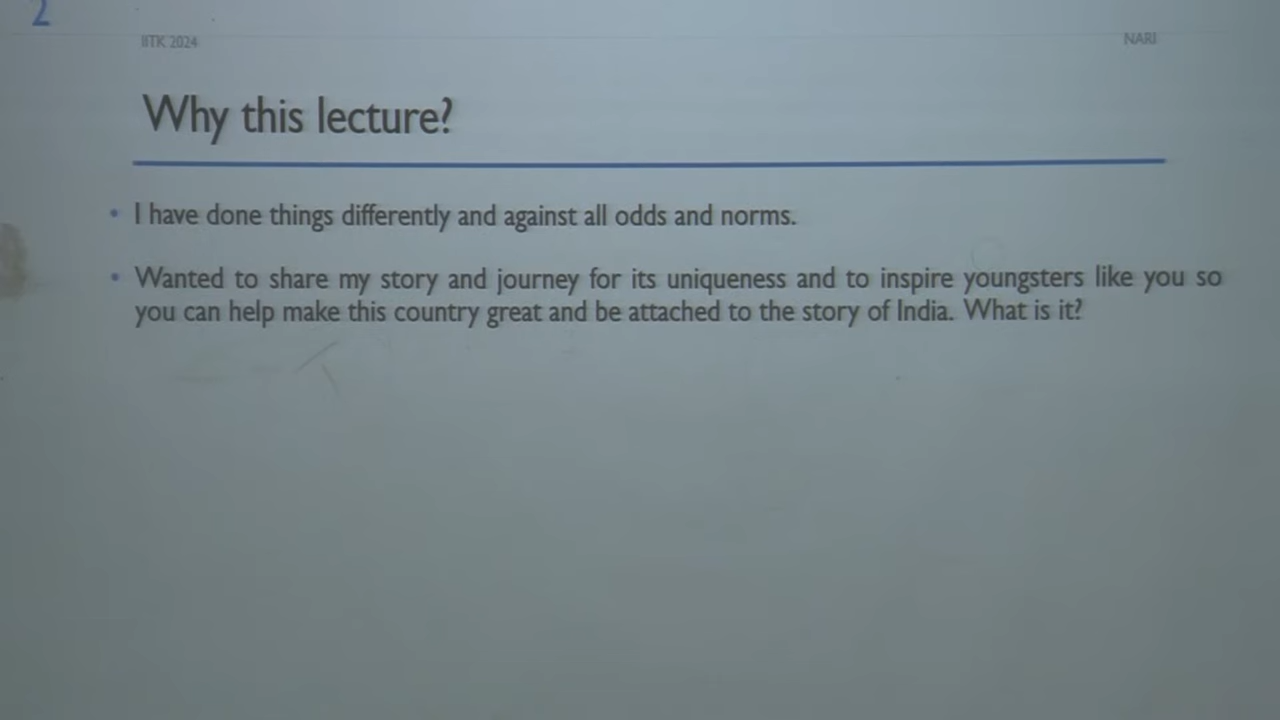 2
IITK 2024
NARI
Why this lecture?
• I have done things differently and against all odds and norms.
• Wanted to share my story and journey for its uniqueness and to inspire youngsters like you so
you can help make this country great and be attached to the story of India. What is it?